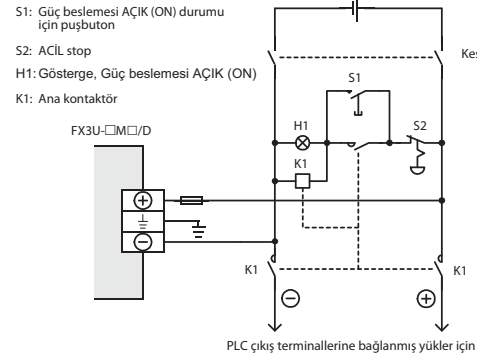 S1: Güç beslemesi AÇIK (ON) durumu
için puşbuton
S2: ACİL stop
H1: Gösterge, Güç beslemesi AÇIK (ON)
K1: Ana kontaktör
FX3U-□M□/D
Kes
S1
H1
S2
K1
K1
K1
PLC çıkış terminallerine bağlanmış yükler için